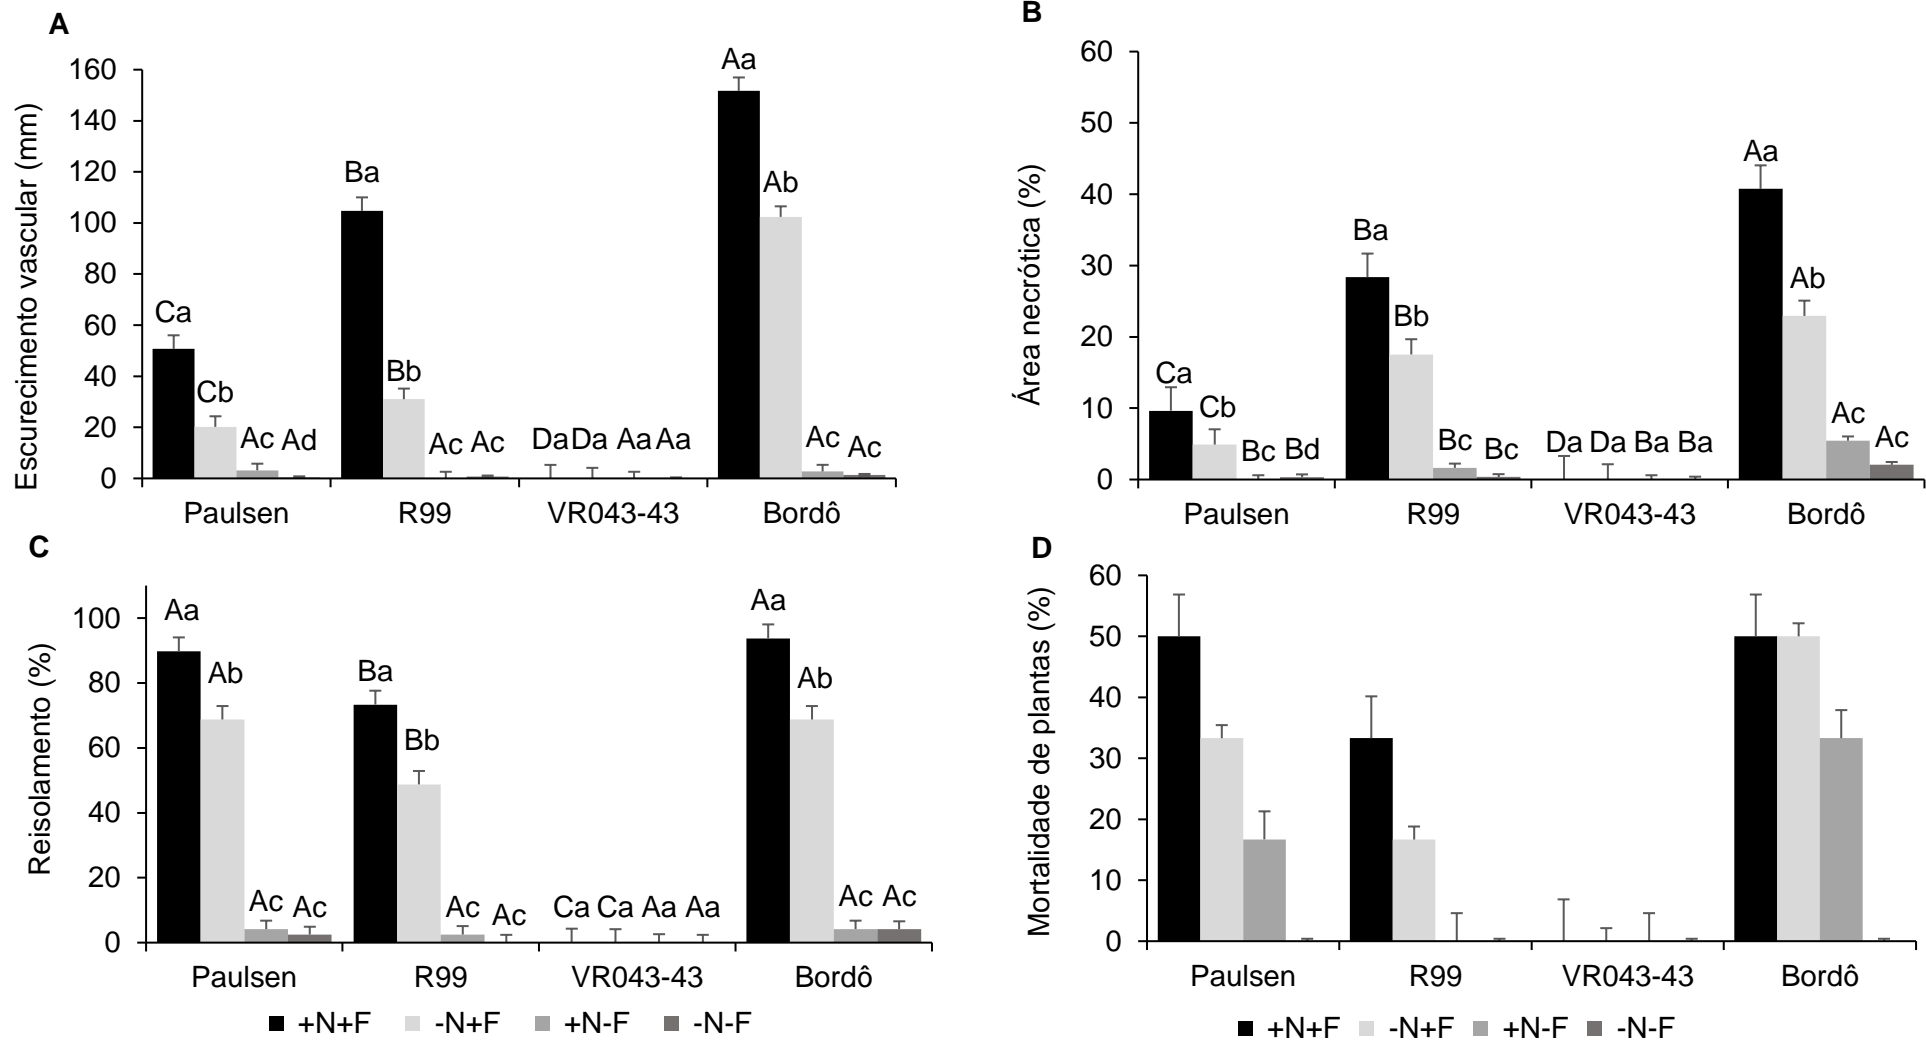 A
Escurecimento vascular (mm)
160
140
120
100
80
60
40
20
0
Ca Cb Ac Ad
Ba Bb Ac Ac
Da Da Aa Aa
Aa Ab Ac Ac
Paulsen R99 VR043-43 Bordô
B
Área necrótica (%)
60
50
40
30
20
10
0
Ca Cb Bc Bd
Ba Bb Bc Bc
Da Da Ba Ba
Aa Ab Ac Ac
Paulsen R99 VR043-43 Bordô
C
Reisolamento (%)
100
80
60
40
20
0
Aa Ab Ac Ac
Ba Bb Ac Ac
Ca Ca Aa Aa
Aa Ab Ac Ac
Paulsen R99 VR043-43 Bordô
+N+F -N+F +N-F -N-F
D
Mortalidade de plantas (%)
60
50
40
30
20
10
0
Paulsen R99 VR043-43 Bordô
+N+F -N+F +N-F -N-F